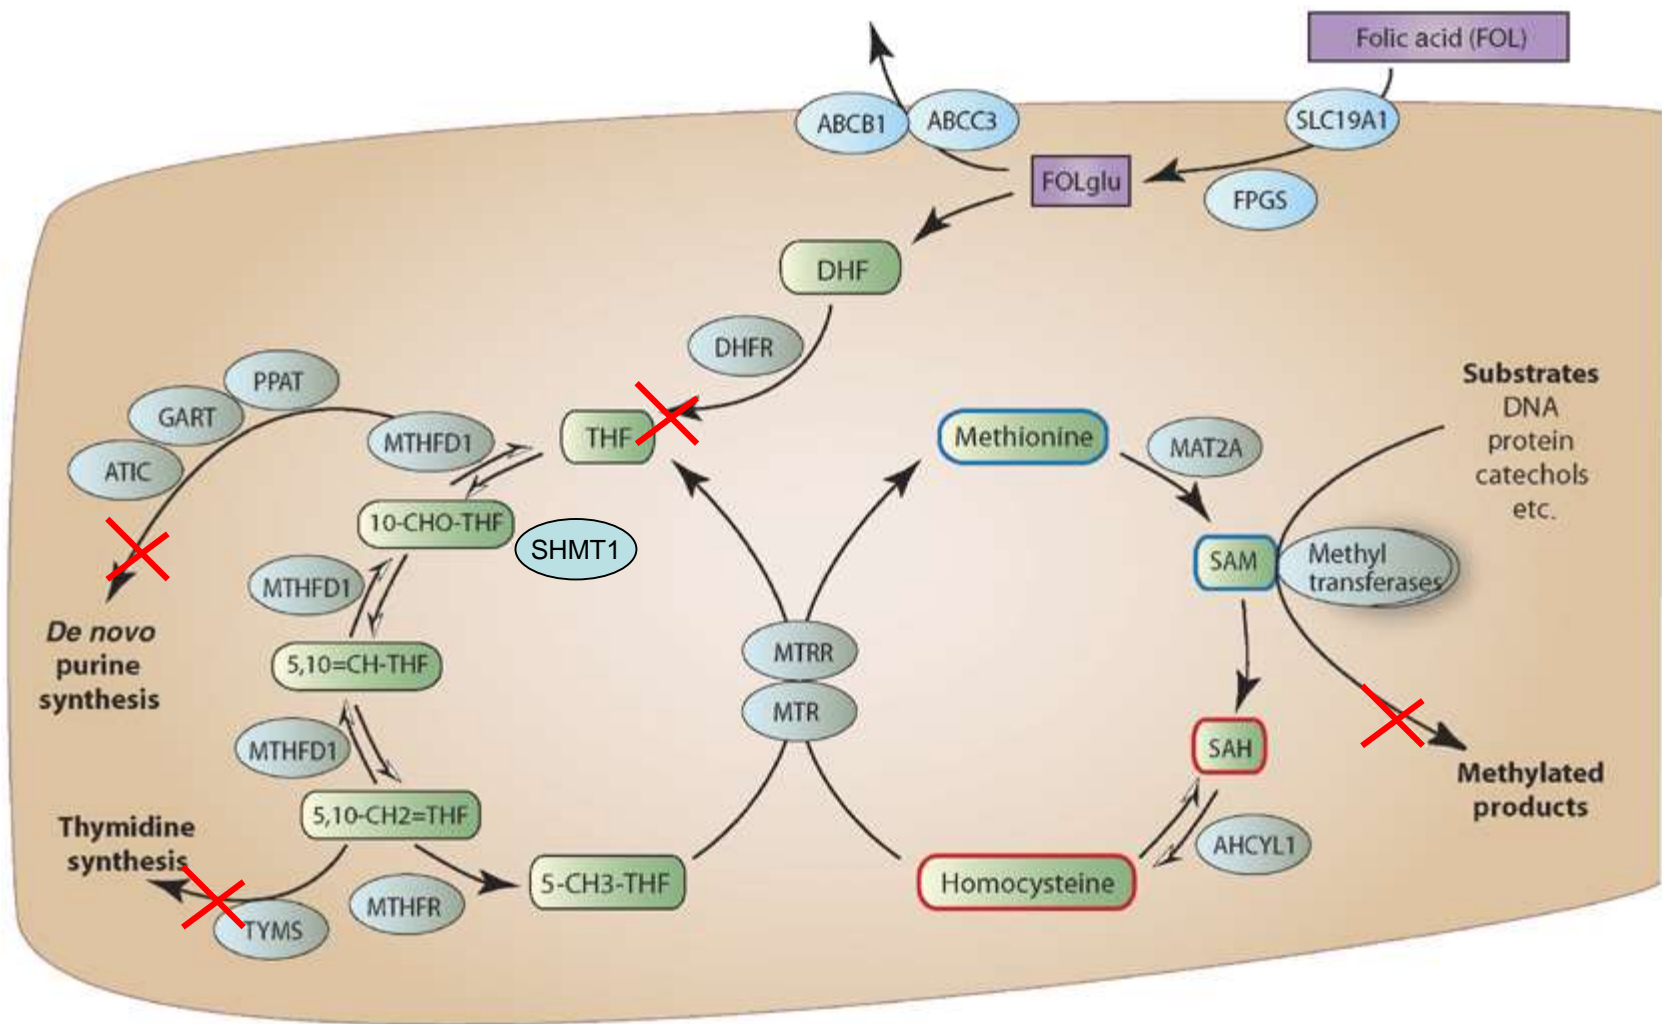 Folic acid (FOL)
ABCB1
ABCC3
SLC19A1
FOLglu
FPGS
DHF
DHFR
PPAT
GART
ATIC
MTHFD1
THF
Methionine
MAT2A
Substrates
DNA
protein
catechols
etc.
10-CHO-THF
SHMT1
SAM
Methyl
transferases
MTHFD1
De novo
purine
synthesis
5,10=CH-THF
MTRR
MTR
MTHFD1
SAH
Methylated
products
5,10-CH2=THF
Thymidine
synthesis
AHCYL1
5-CH3-THF
Homocysteine
MTHFR
TYMS